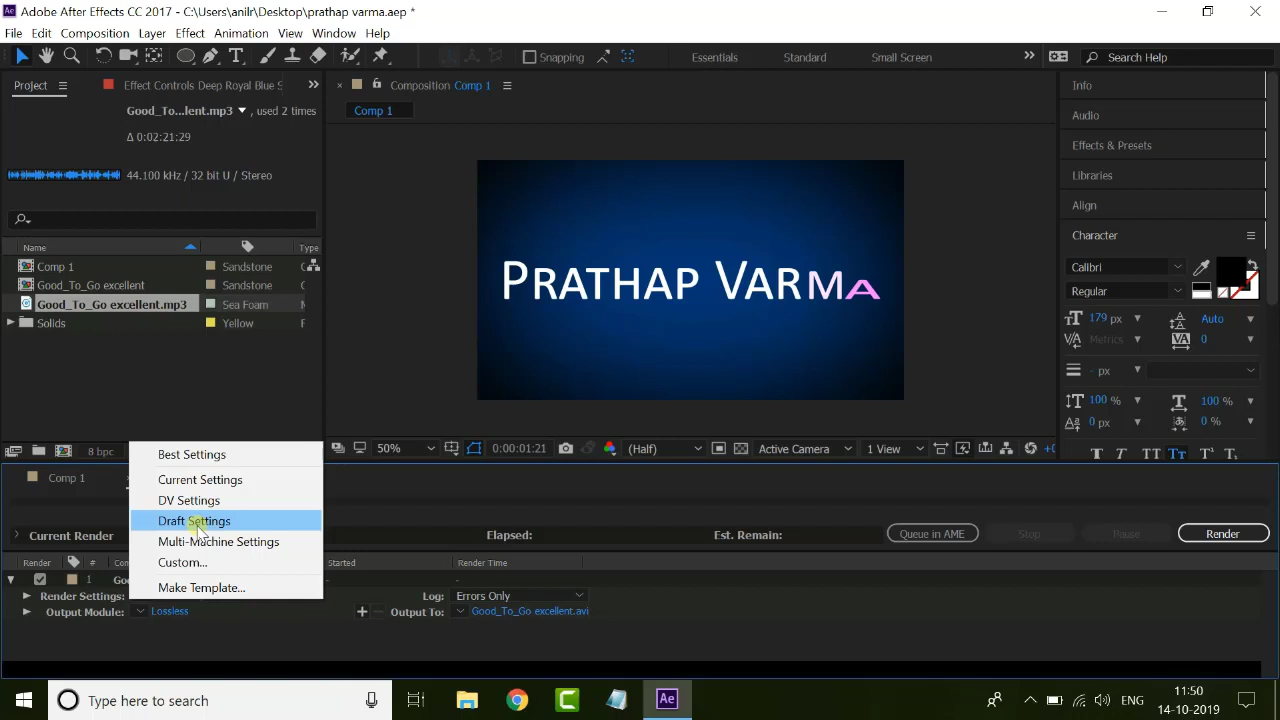 Adobe After Effects CC 2017 - C:\Users\anilr\Desktop\prathap varma.aep *
File Edit Composition Layer Effect Animation View Window Help
Snapping Essentials Standard Small Screen Search Help
Project Effect Controls Deep Royal Blue S
Composition Comp 1
Info
Good_To...lent.mp3 , used 2 times
Comp 1
Audio
Δ 0:02:21:29
Effects & Presets
44.100 kHz / 32 bit U / Stereo
Libraries
Align
Character
Name Type
Comp 1 Sandstone
Good_To_Go excellent Sandstone
Good_To_Go excellent.mp3 Sea Foam
Solids Yellow
PRATHAP VARMA
Calibri
Regular
179 px Auto
Metrics 0
- px
100 % 100 %
0 px 0 %
8 bpc
50% 0:00:01:21 (Half) Active Camera 1 View +0
T T TT Tt T¹ T₁
Best Settings
Current Settings
DV Settings
Draft Settings
Multi-Machine Settings
Custom...
Make Template...
Comp 1
Current Render Elapsed: Est. Remain: Queue in AME Stop Pause Render
Render # Started Render Time
1 - -
Render Settings: Log: Errors Only
Output Module: Lossless Output To: Good_To_Go excellent.avi
Type here to search
Ae
ENG
11:50
14-10-2019